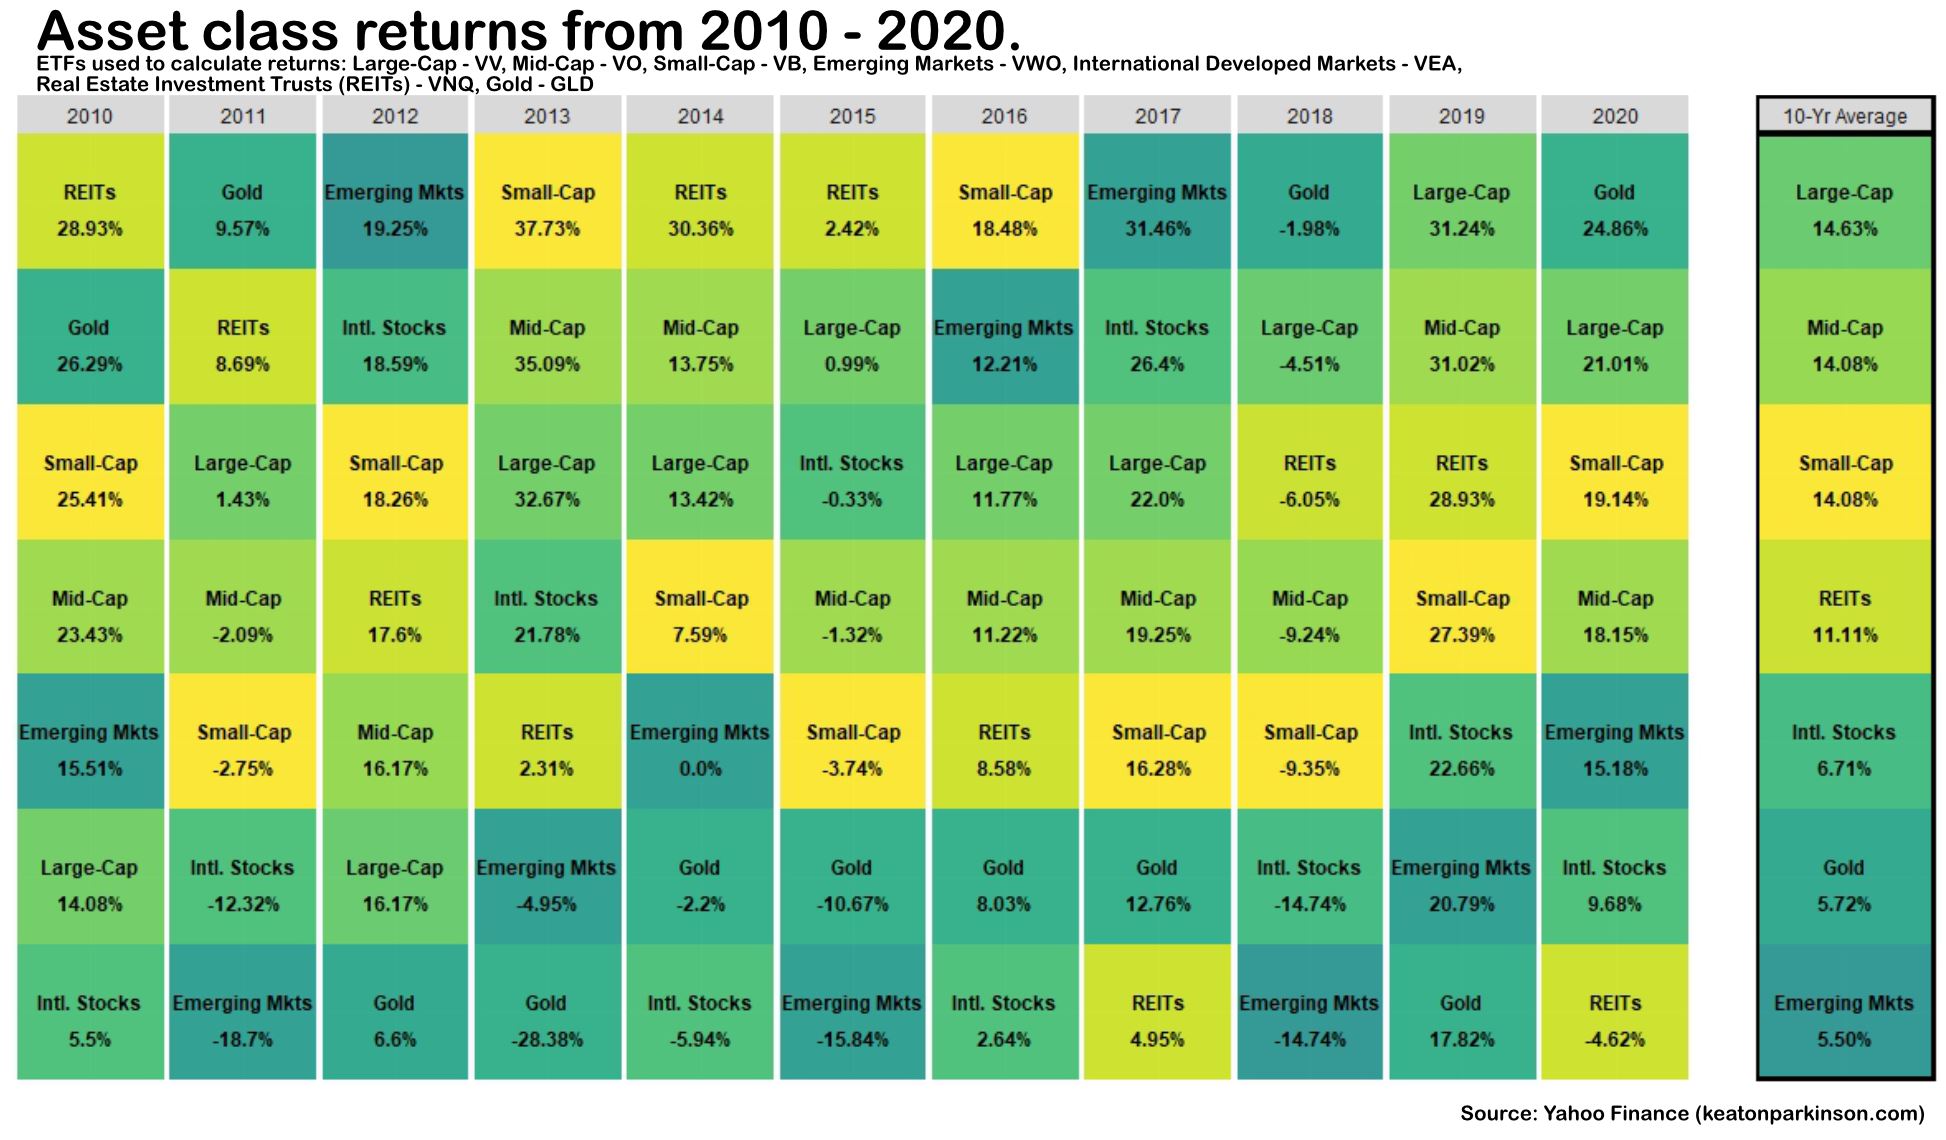 Asset class returns from 2010 - 2020.
ETFs used to calculate returns: Large-Cap - VV, Mid-Cap - VO, Small-Cap - VB, Emerging Markets - VWO, International Developed Markets - VEA,
Real Estate Investment Trusts (REITs) - VNQ, Gold - GLD
2010 2011 2012 2013 2014 2015 2016 2017 2018 2019 2020 10-Yr Average
REITs Gold Emerging Mkts Small-Cap REITs REITs Small-Cap Emerging Mkts Gold Large-Cap Gold Large-Cap
28.93% 9.57% 19.25% 37.73% 30.36% 2.42% 18.48% 31.46% -1.98% 31.24% 24.86% 14.63%
Gold REITs Intl. Stocks Mid-Cap Mid-Cap Large-Cap Emerging Mkts Intl. Stocks Large-Cap Mid-Cap Large-Cap Mid-Cap
26.29% 8.69% 18.59% 35.09% 13.75% 0.99% 12.21% 26.4% -4.51% 31.02% 21.01% 14.08%
Small-Cap Large-Cap Small-Cap Large-Cap Large-Cap Intl. Stocks Large-Cap Large-Cap REITs REITs Small-Cap Small-Cap
25.41% 1.43% 18.26% 32.67% 13.42% -0.33% 11.77% 22.0% -6.05% 28.93% 19.14% 14.08%
Mid-Cap Mid-Cap REITs Intl. Stocks Small-Cap Mid-Cap Mid-Cap Mid-Cap Mid-Cap Small-Cap Mid-Cap REITs
23.43% -2.09% 17.6% 21.78% 7.59% -1.32% 11.22% 19.25% -9.24% 27.39% 18.15% 11.11%
Emerging Mkts Small-Cap Mid-Cap REITs Emerging Mkts Small-Cap REITs Small-Cap Small-Cap Intl. Stocks Emerging Mkts Intl. Stocks
15.51% -2.75% 16.17% 2.31% 0.0% -3.74% 8.58% 16.28% -9.35% 22.66% 15.18% 6.71%
Large-Cap Intl. Stocks Large-Cap Emerging Mkts Gold Gold Gold Gold Intl. Stocks Emerging Mkts Intl. Stocks Gold
14.08% -12.32% 16.17% -4.95% -2.2% -10.67% 8.03% 12.76% -14.74% 20.79% 9.68% 5.72%
Intl. Stocks Emerging Mkts Gold Gold Intl. Stocks Emerging Mkts Intl. Stocks REITs Emerging Mkts Gold REITs Emerging Mkts
5.5% -18.7% 6.6% -28.38% -5.94% -15.84% 2.64% 4.95% -14.74% 17.82% -4.62% 5.50%
Source: Yahoo Finance (keatonparkinson.com)